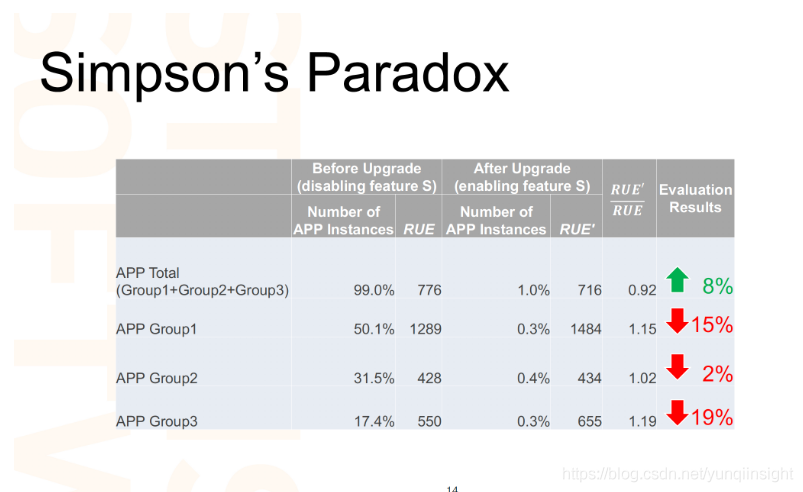 Simpson's Paradox
Before Upgrade
(disabling feature S)
After Upgrade
(enabling feature S)
RUE'
RUE
Evaluation
Results
Number of
APP Instances
RUE
Number of
APP Instances
RUE'
APP Total
(Group1+Group2+Group3) 99.0% 776 1.0% 716 0.92 8%
APP Group1 50.1% 1289 0.3% 1484 1.15 15%
APP Group2 31.5% 428 0.4% 434 1.02 2%
APP Group3 17.4% 550 0.3% 655 1.19 19%
https://blog.csdn.net/yunqiinsight
14